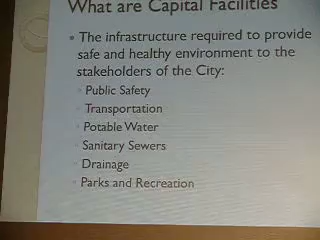 What are Capital Facilities
• The infrastructure required to provide
safe and healthy environment to the
stakeholders of the City:
Public Safety
Transportation
Potable Water
Sanitary Sewers
Drainage
Parks and Recreation